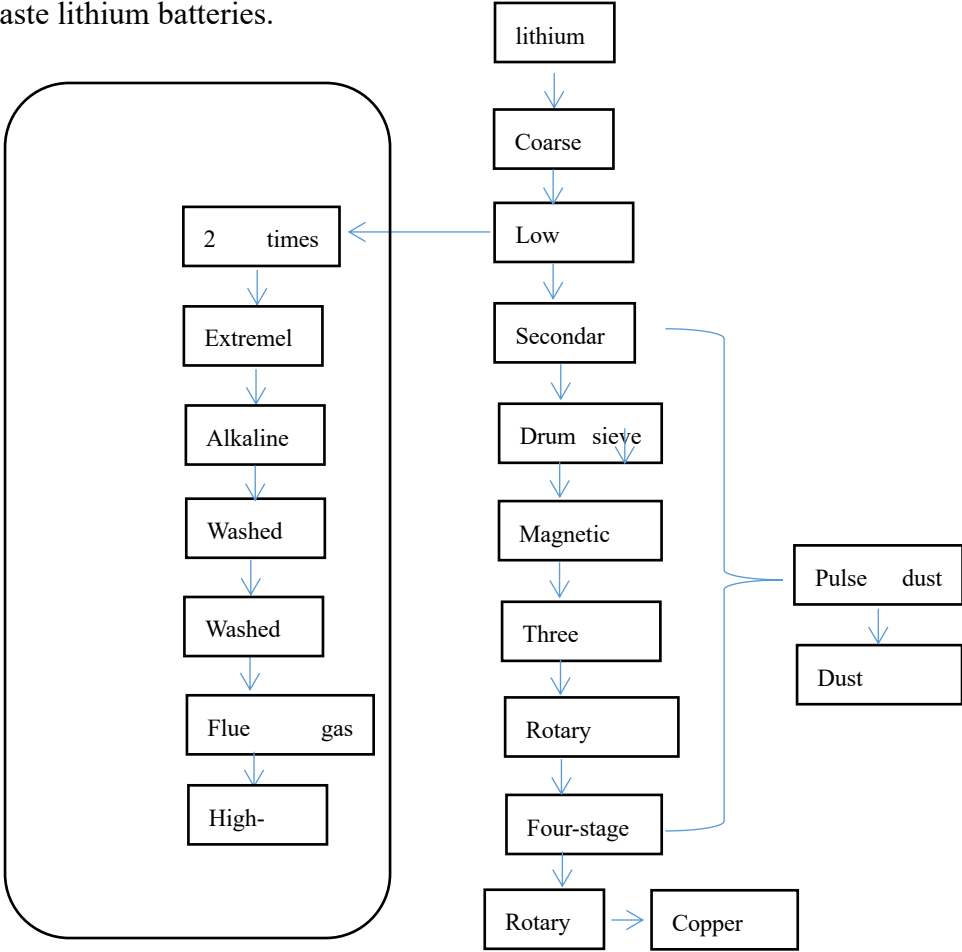 aste lithium batteries.
lithium
Coarse
Low
2 times
Extremel
Secondar
Alkaline
Drum sieve
Washed
Magnetic
Washed
Three
Pulse dust
Dust
Flue gas
Rotary
High-
Four-stage
Rotary
Copper